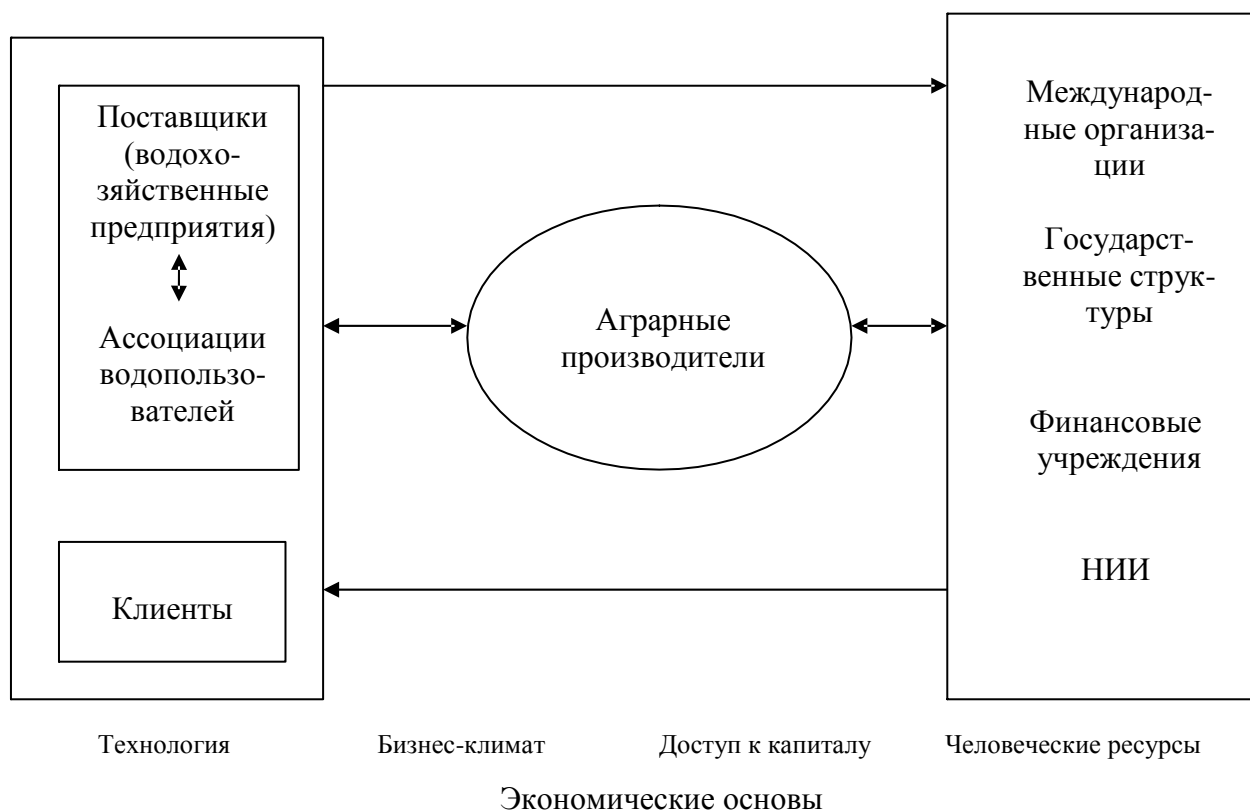 Поставщики
(водохо-
зяйственные
предприятия)
Ассоциации
водопользо-
вателей
Клиенты
Аграрные
производители
Международ-
ные организа-
ции
Государст-
венные струк-
туры
Финансовые
учреждения
НИИ
Технология
Бизнес-климат
Доступ к капиталу
Человеческие ресурсы
Экономические основы